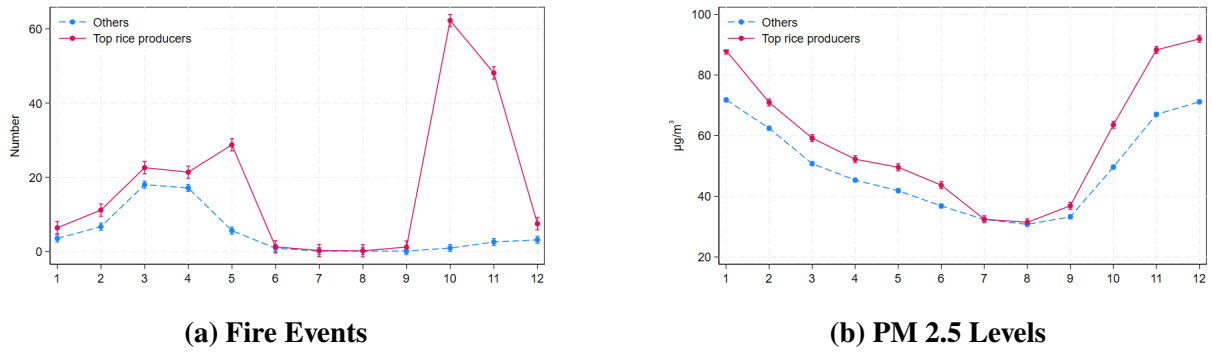 Others
Top rice producers
60
40
20
0
Number
1 2 3 4 5 6 7 8 9 10 11 12
(a) Fire Events
Others
Top rice producers
100
80
60
40
20
µg/m³
1 2 3 4 5 6 7 8 9 10 11 12
(b) PM 2.5 Levels